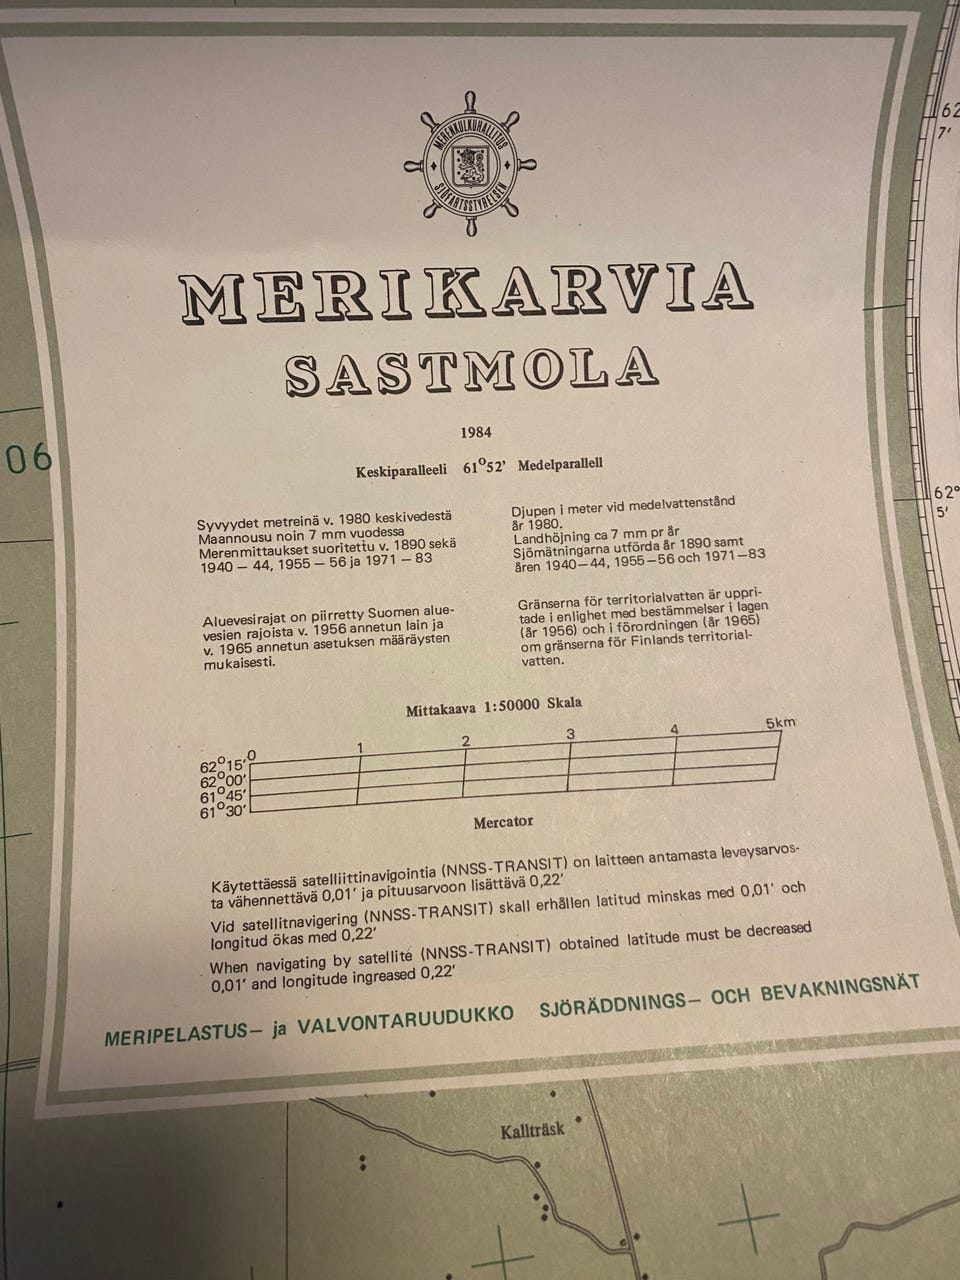 MERENKULKUHALLITUS
SJÖFARTSSTYRELSEN
MERIKARVIA
SASTMOLA
1984
Keskiparalleeli 61°52' Medelparallell
Syvyydet metreinä v. 1980 keskivedestä
Maannousu noin 7 mm vuodessa
Merenmittaukset suoritettu v. 1890 sekä
1940 – 44, 1955 – 56 ja 1971 – 83
Djupen i meter vid medelvattenstånd
år 1980.
Landhöjning ca 7 mm pr år
Sjömätningarna utförda år 1890 samt
åren 1940–44, 1955–56 och 1971–83
Aluevesirajat on piirretty Suomen alue-
vesien rajoista v. 1956 annetun lain ja
v. 1965 annetun asetuksen määräysten
mukaisesti.
Gränserna för territorialvatten är uppri-
tade i enlighet med bestämmelser i lagen
(år 1956) och i förordningen (år 1965)
om gränserna för Finlands territorial-
vatten.
Mittakaava 1:50000 Skala
0 1 2 3 4 5km
62°15'
62°00'
61°45'
61°30'
Mercator
Käytettäessä satelliittinavigointia (NNSS-TRANSIT) on laitteen antamasta leveysarvos-
ta vähennettävä 0,01' ja pituusarvoon lisättävä 0,22'
Vid satellitnavigering (NNSS-TRANSIT) skall erhållen latitud minskas med 0,01' och
longitud ökas med 0,22'
When navigating by satellite (NNSS-TRANSIT) obtained latitude must be decreased
0,01' and longitude ingreased 0,22'
MERIPELASTUS– ja VALVONTARUUDUKKO SJÖRÄDDNINGS– OCH BEVAKNINGSNÄT
06
62
7'
62°
5'
Kallträsk